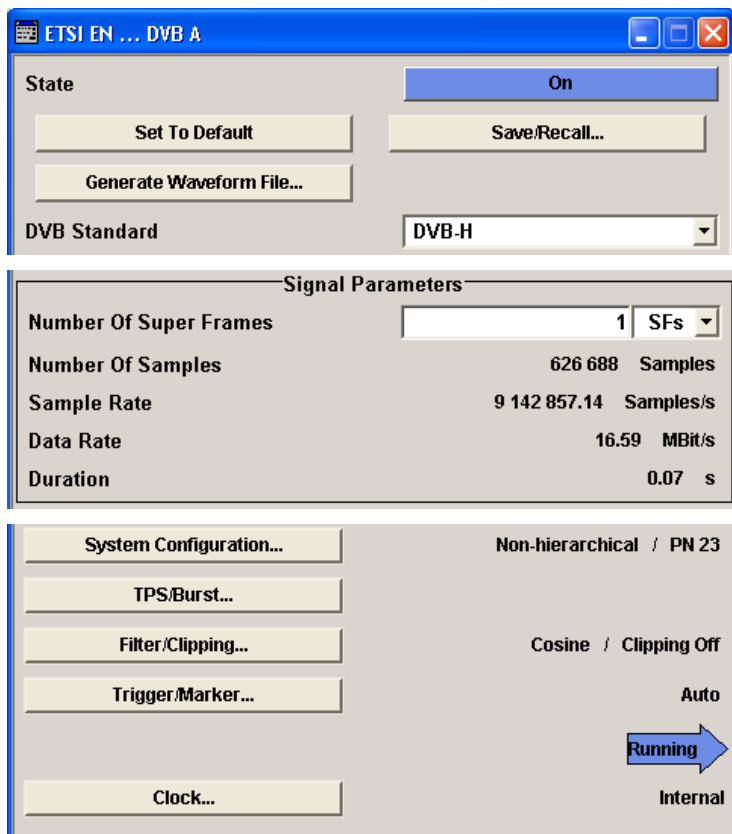 ETSI EN ... DVB A
State On
Set To Default Save/Recall...
Generate Waveform File...
DVB Standard DVB-H
Signal Parameters
Number Of Super Frames 1 SFs
Number Of Samples 626 688 Samples
Sample Rate 9 142 857.14 Samples/s
Data Rate 16.59 MBit/s
Duration 0.07 s
System Configuration... Non-hierarchical / PN 23
TPS/Burst...
Filter/Clipping... Cosine / Clipping Off
Trigger/Marker... Auto
Running
Clock... Internal